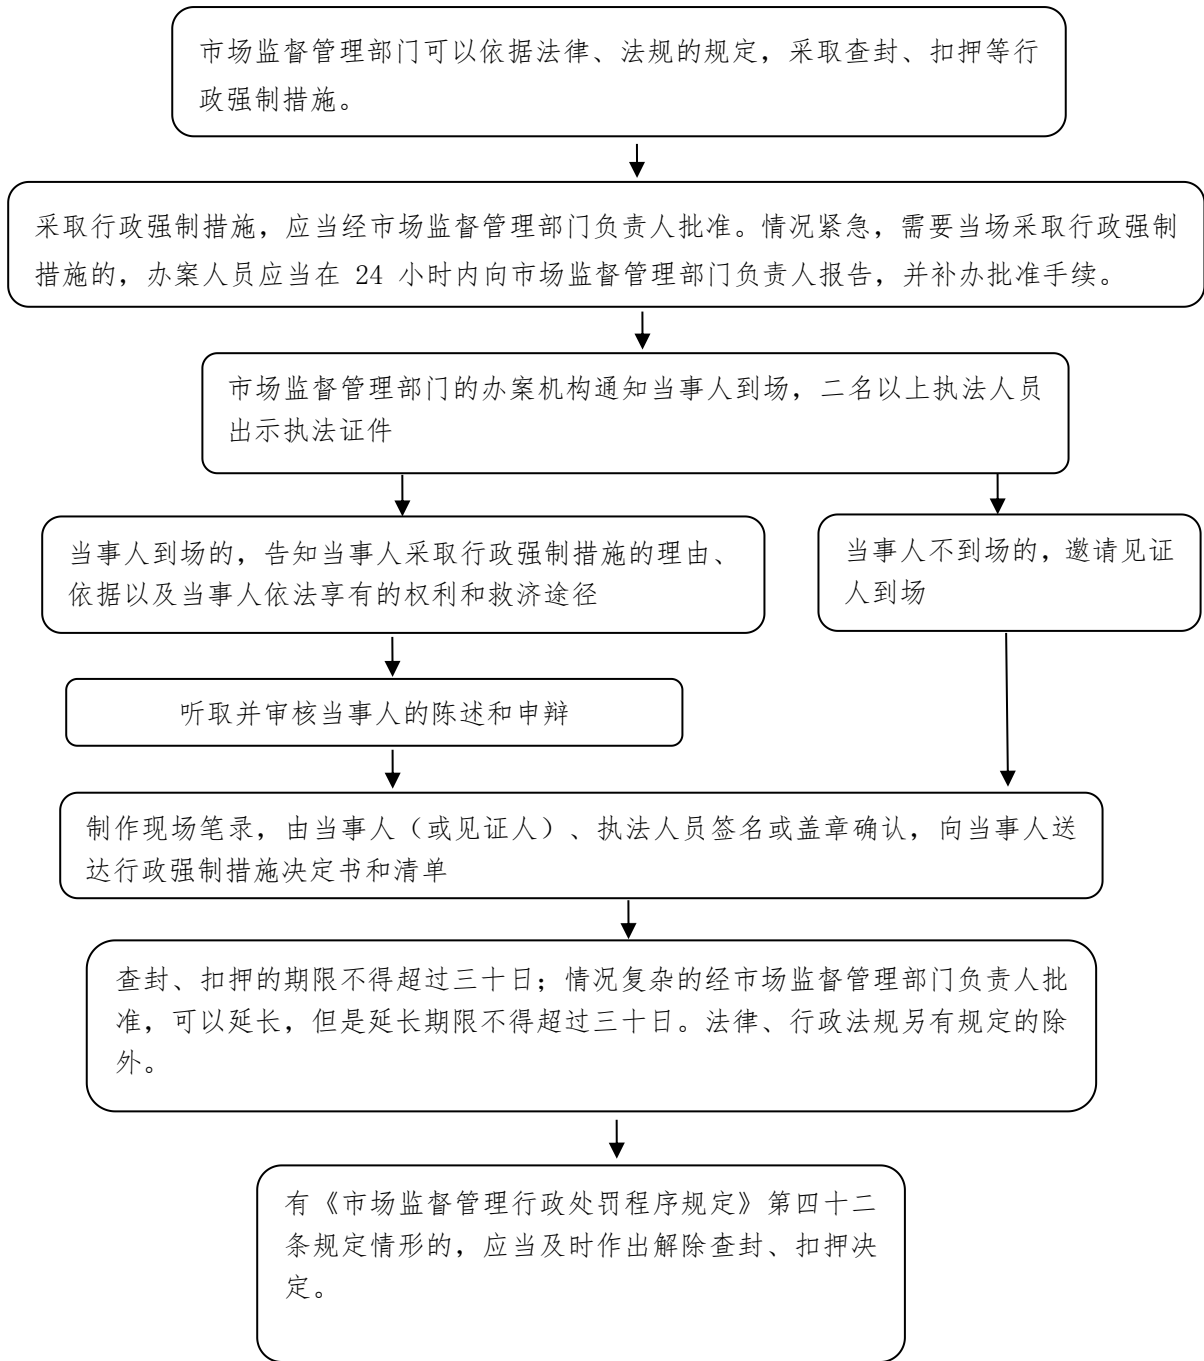 市场监督管理部门可以依据法律、法规的规定，采取查封、扣押等行
政强制措施。
采取行政强制措施，应当经市场监督管理部门负责人批准。情况紧急，需要当场采取行政强制
措施的，办案人员应当在 24 小时内向市场监督管理部门负责人报告，并补办批准手续。
市场监督管理部门的办案机构通知当事人到场，二名以上执法人员
出示执法证件
当事人到场的，告知当事人采取行政强制措施的理由、
依据以及当事人依法享有的权利和救济途径
当事人不到场的，邀请见证
人到场
听取并审核当事人的陈述和申辩
制作现场笔录，由当事人（或见证人）、执法人员签名或盖章确认，向当事人送
达行政强制措施决定书和清单
查封、扣押的期限不得超过三十日；情况复杂的经市场监督管理部门负责人批
准，可以延长，但是延长期限不得超过三十日。法律、行政法规另有规定的除
外。
有《市场监督管理行政处罚程序规定》第四十二
条规定情形的，应当及时作出解除查封、扣押决
定。